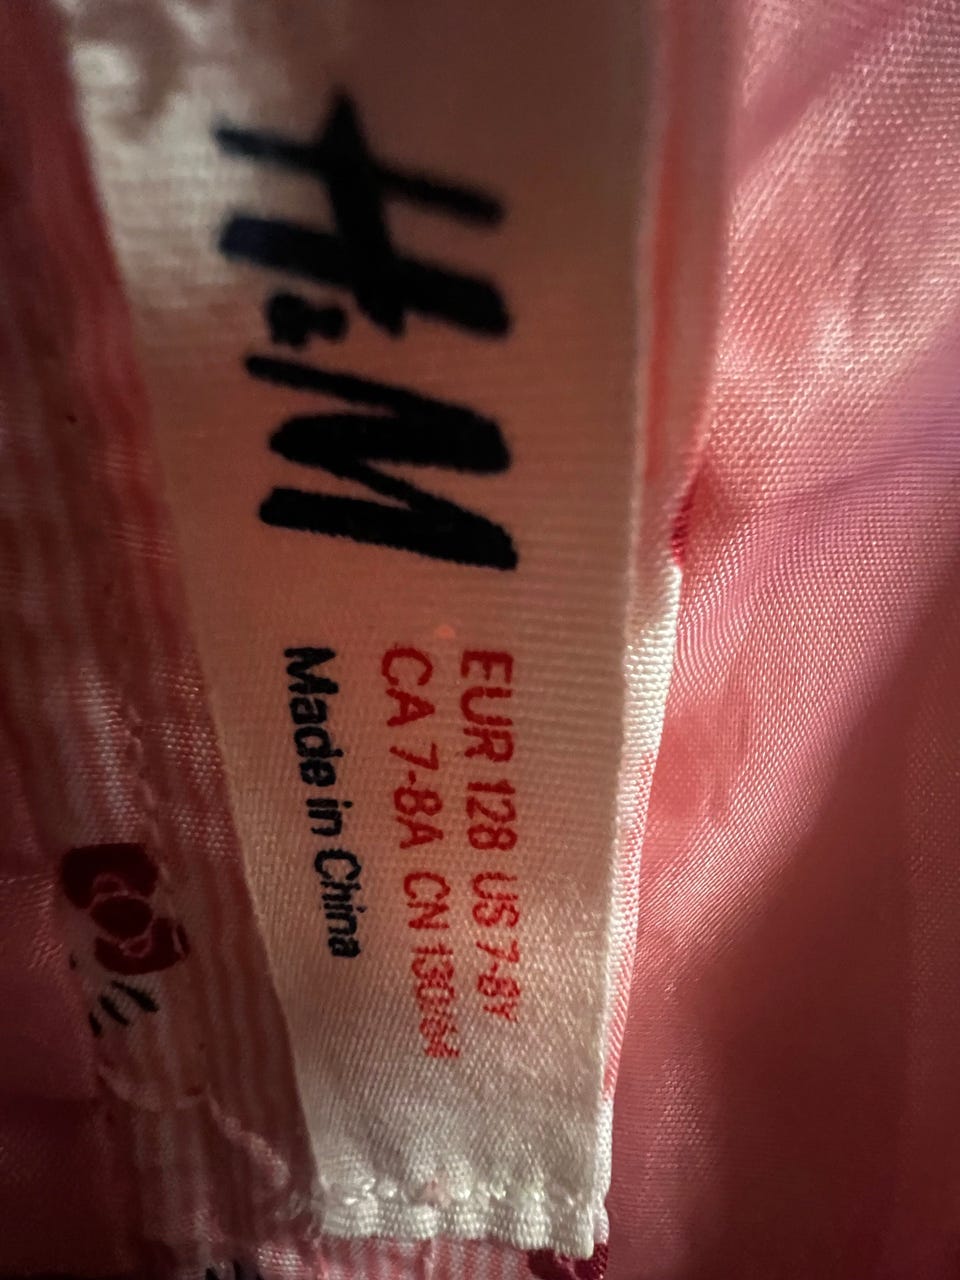 H&M
EUR 128 US 7-8Y
CA 7-8A CN 130/64
Made in China